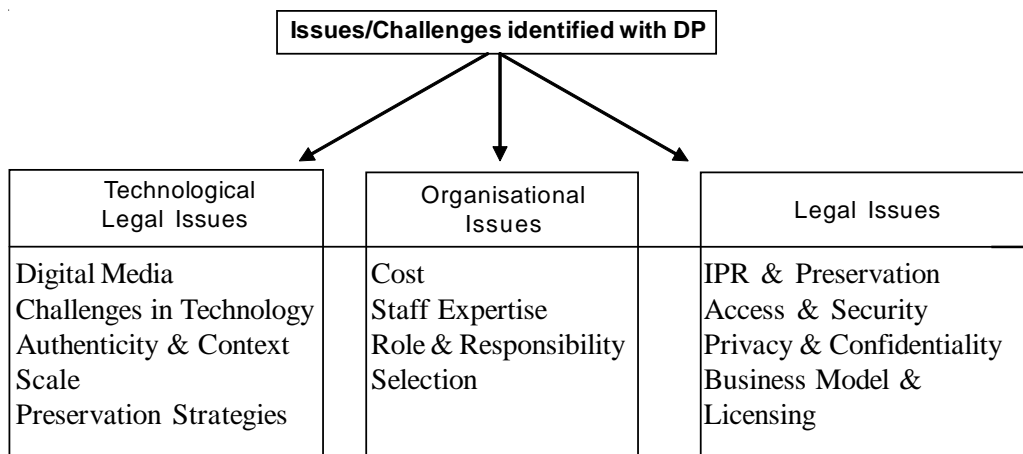 Issues/Challenges identified with DP
Technological
Legal Issues
Digital Media
Challenges in Technology
Authenticity & Context
Scale
Preservation Strategies
Organisational
Issues
Cost
Staff Expertise
Role & Responsibility
Selection
Legal Issues
IPR & Preservation
Access & Security
Privacy & Confidentiality
Business Model &
Licensing